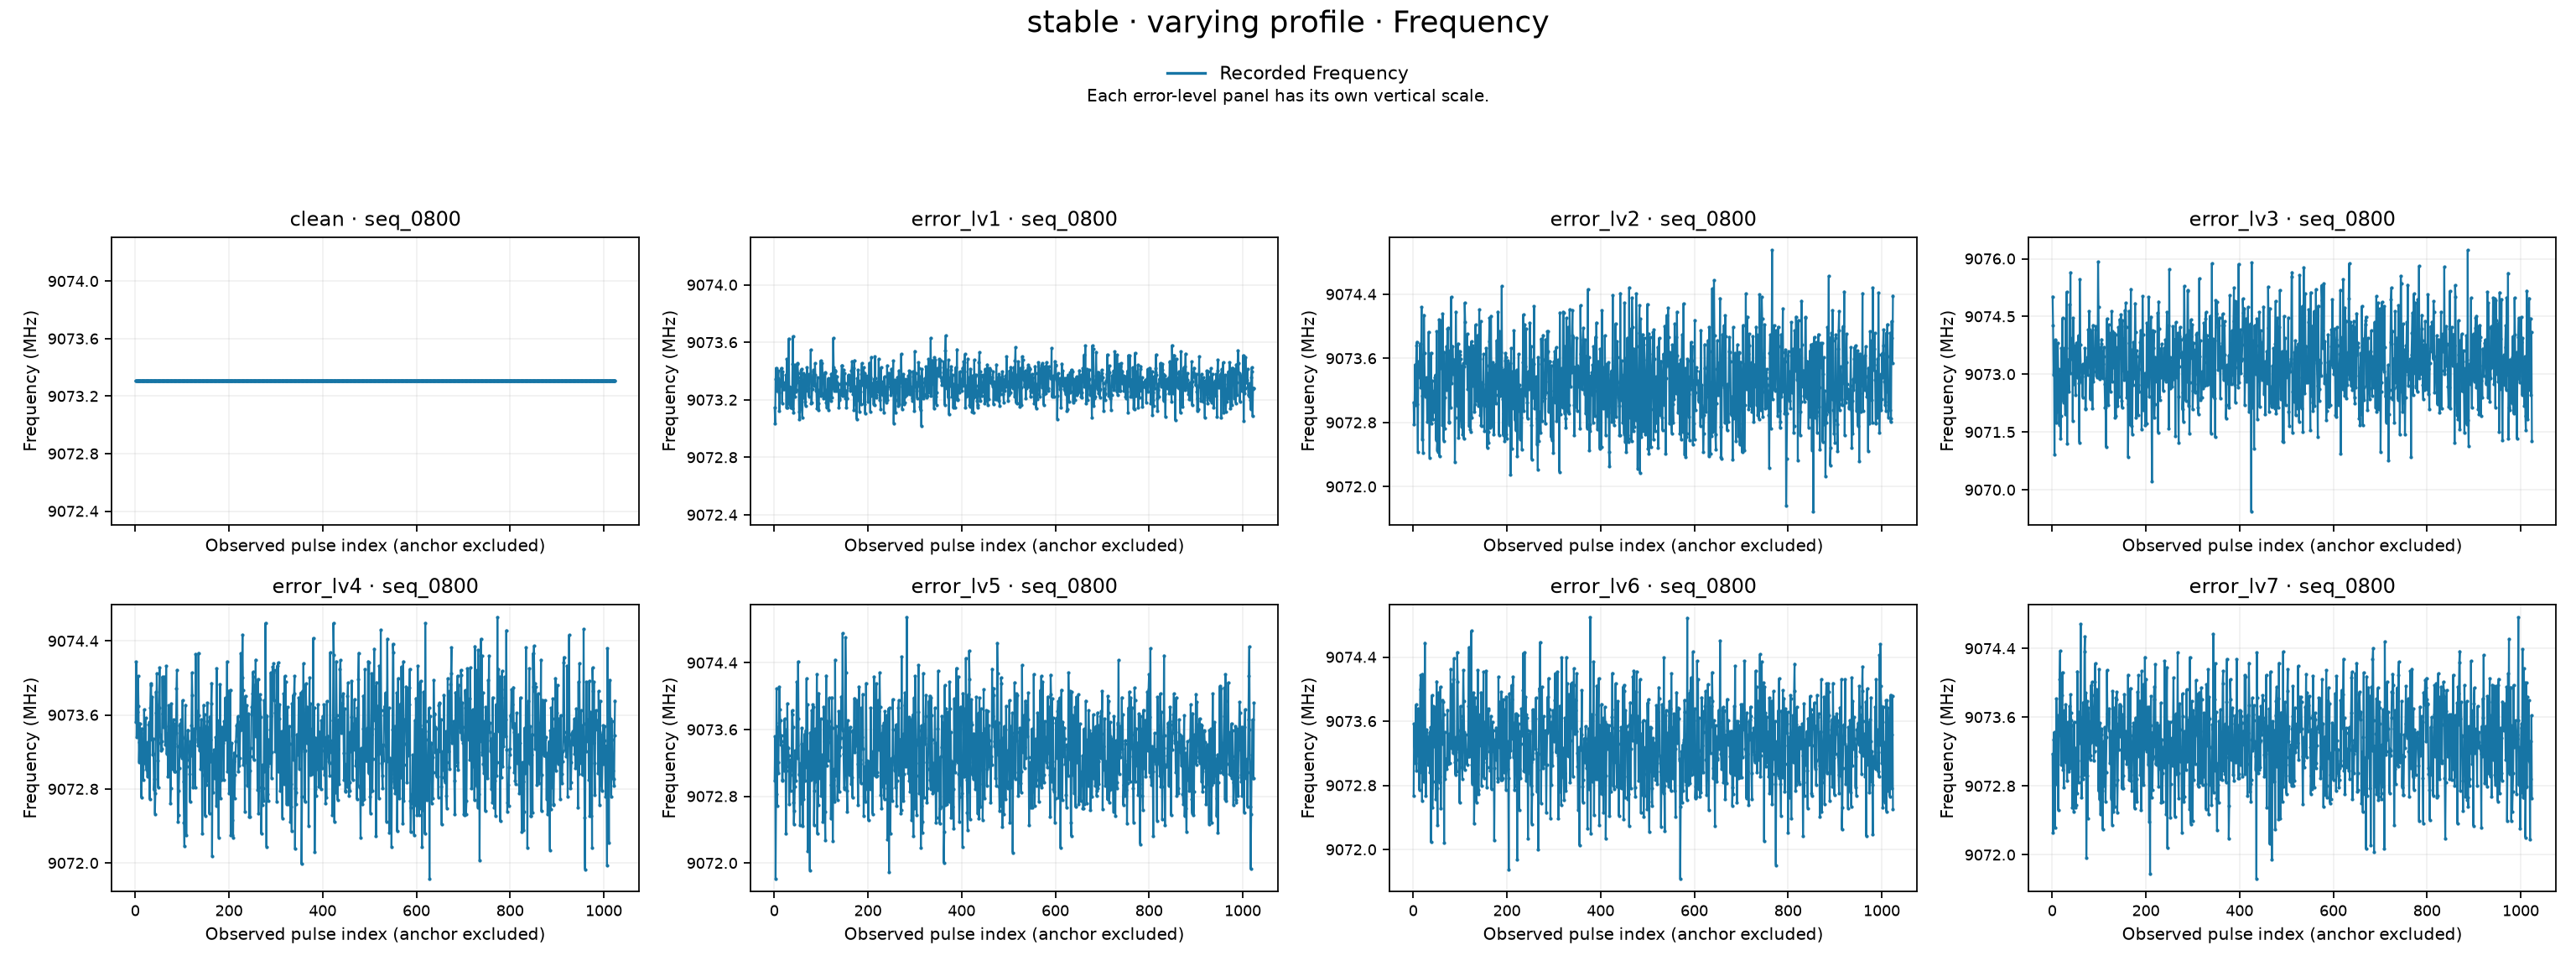 stable · varying profile · Frequency
Recorded Frequency
Each error-level panel has its own vertical scale.
clean · seq_0800
error_lv1 · seq_0800
error_lv2 · seq_0800
error_lv3 · seq_0800
Frequency (MHz)
9074.0
9073.6
9073.2
9072.8
9072.4
Observed pulse index (anchor excluded)
Frequency (MHz)
9074.0
9073.6
9073.2
9072.8
9072.4
Observed pulse index (anchor excluded)
Frequency (MHz)
9074.4
9073.6
9072.8
9072.0
Observed pulse index (anchor excluded)
Frequency (MHz)
9076.0
9074.5
9073.0
9071.5
9070.0
Observed pulse index (anchor excluded)
error_lv4 · seq_0800
error_lv5 · seq_0800
error_lv6 · seq_0800
error_lv7 · seq_0800
Frequency (MHz)
9074.4
9073.6
9072.8
9072.0
0 200 400 600 800 1000
Observed pulse index (anchor excluded)
Frequency (MHz)
9074.4
9073.6
9072.8
9072.0
0 200 400 600 800 1000
Observed pulse index (anchor excluded)
Frequency (MHz)
9074.4
9073.6
9072.8
9072.0
0 200 400 600 800 1000
Observed pulse index (anchor excluded)
Frequency (MHz)
9074.4
9073.6
9072.8
9072.0
0 200 400 600 800 1000
Observed pulse index (anchor excluded)